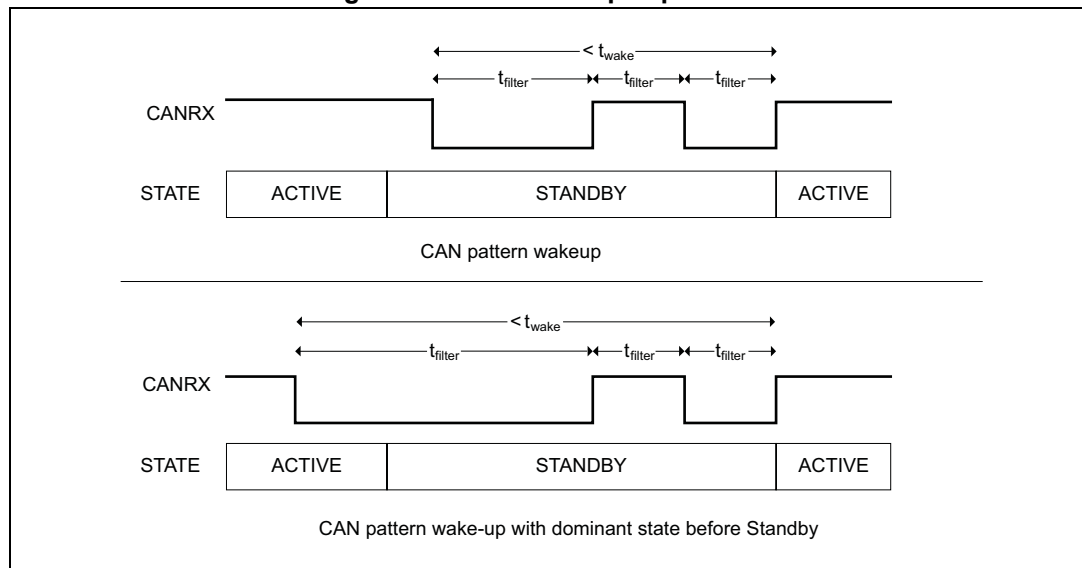 < twake
tfilter tfilter tfilter
CANRX
STATE ACTIVE STANDBY ACTIVE
CAN pattern wakeup
< twake
tfilter tfilter tfilter
CANRX
STATE ACTIVE STANDBY ACTIVE
CAN pattern wake-up with dominant state before Standby